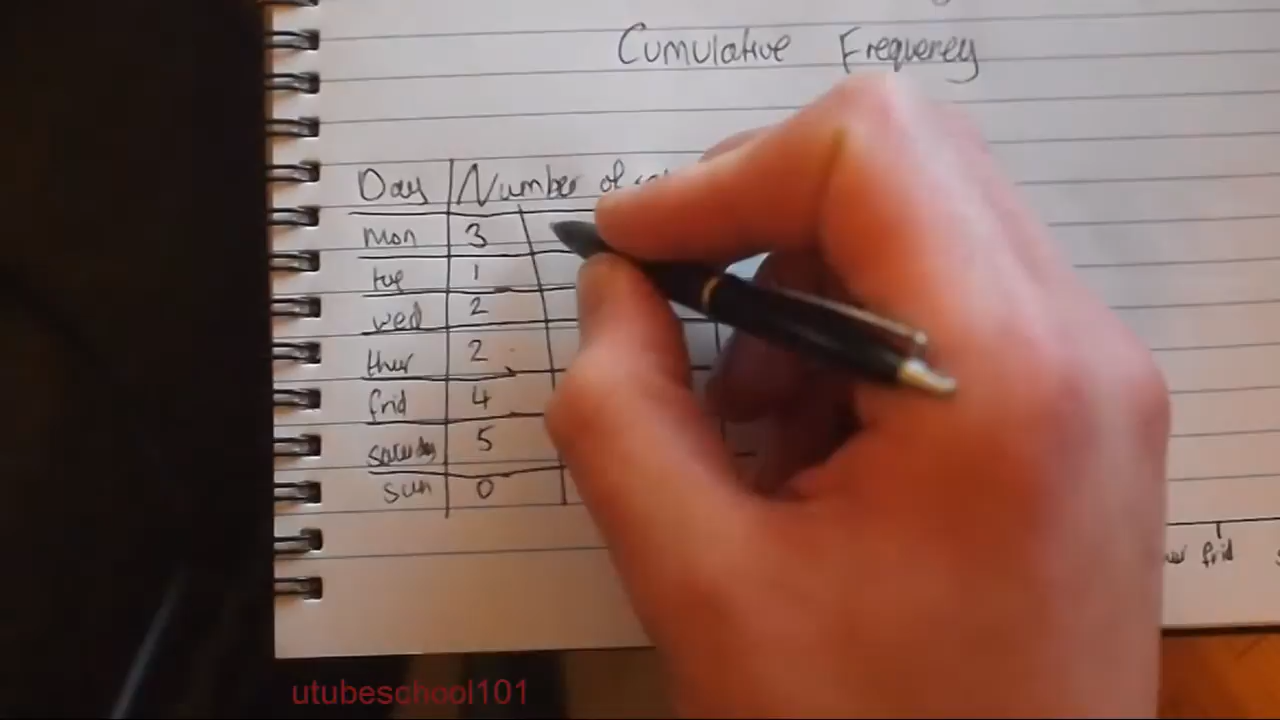 Cumulative Frequency
Day Number of
Mon 3
tue 1
wed 2
thur 2
frid 4
saturday 5
sun 0
frid
utubeschool101